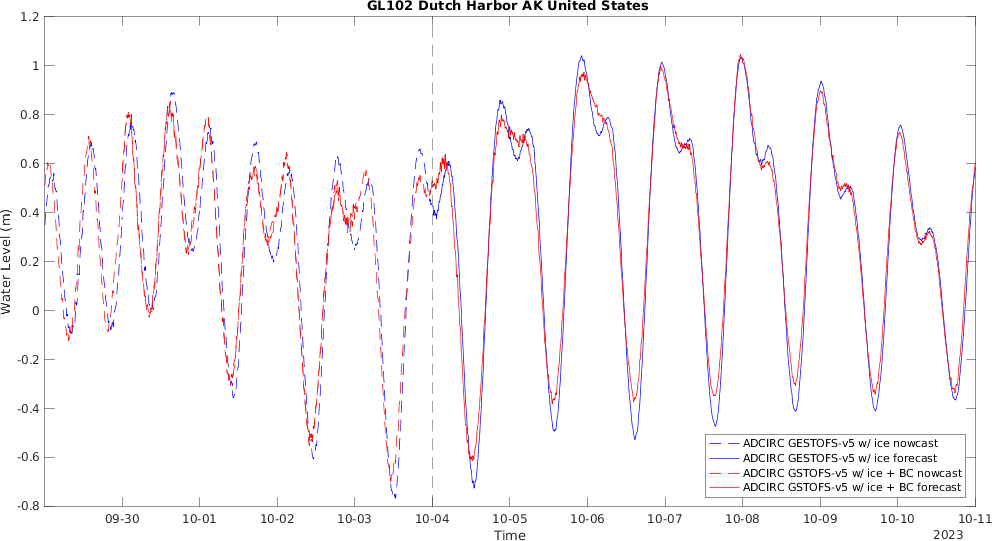 GL102 Dutch Harbor AK United States
1.2
1
0.8
0.6
0.4
0.2
0
-0.2
-0.4
-0.6
-0.8
Water Level (m)
ADCIRC GESTOFS-v5 w/ ice nowcast
ADCIRC GESTOFS-v5 w/ ice forecast
ADCIRC GSTOFS-v5 w/ ice + BC nowcast
ADCIRC GSTOFS-v5 w/ ice + BC forecast
09-30 10-01 10-02 10-03 10-04 10-05 10-06 10-07 10-08 10-09 10-10 10-11
Time
2023